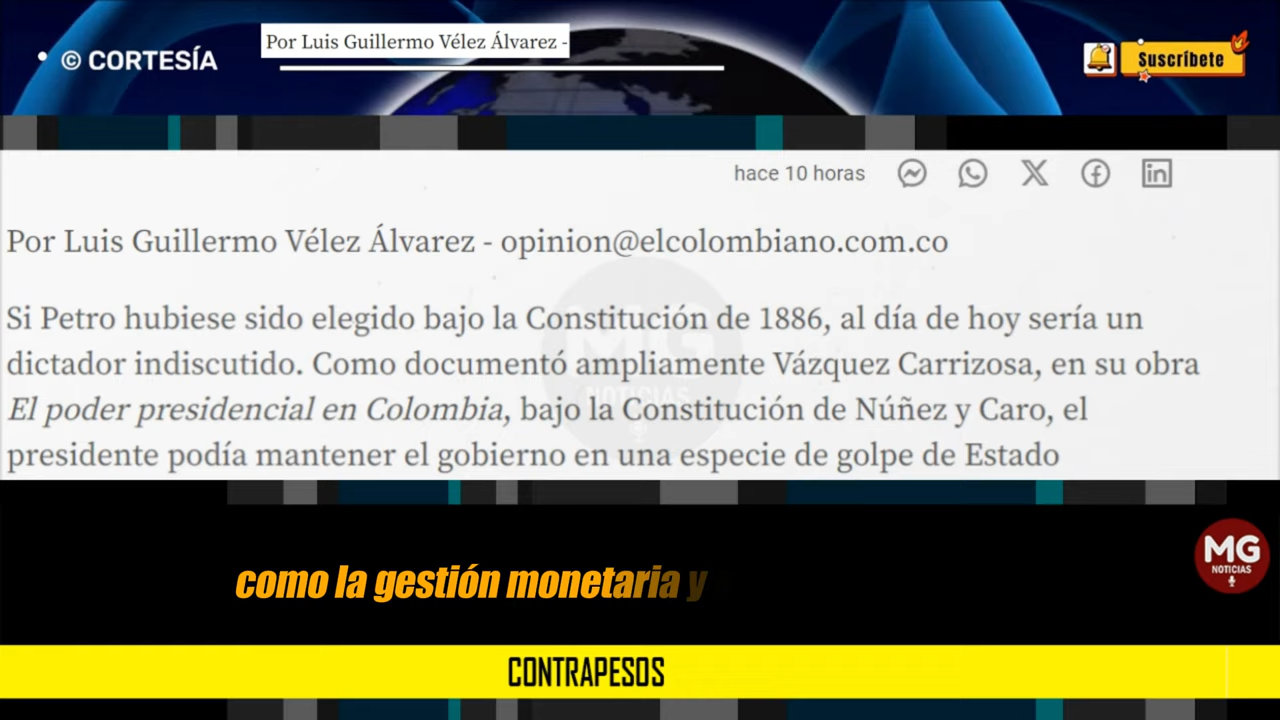 © CORTESÍA
Por Luis Guillermo Vélez Álvarez -
Suscríbete
hace 10 horas
Por Luis Guillermo Vélez Álvarez - opinion@elcolombiano.com.co
Si Petro hubiese sido elegido bajo la Constitución de 1886, al día de hoy sería un
dictador indiscutido. Como documentó ampliamente Vázquez Carrizosa, en su obra
El poder presidencial en Colombia, bajo la Constitución de Núñez y Caro, el
presidente podía mantener el gobierno en una especie de golpe de Estado
MG
NOTICIAS
como la gestión monetaria y
MG
NOTICIAS
CONTRAPESOS